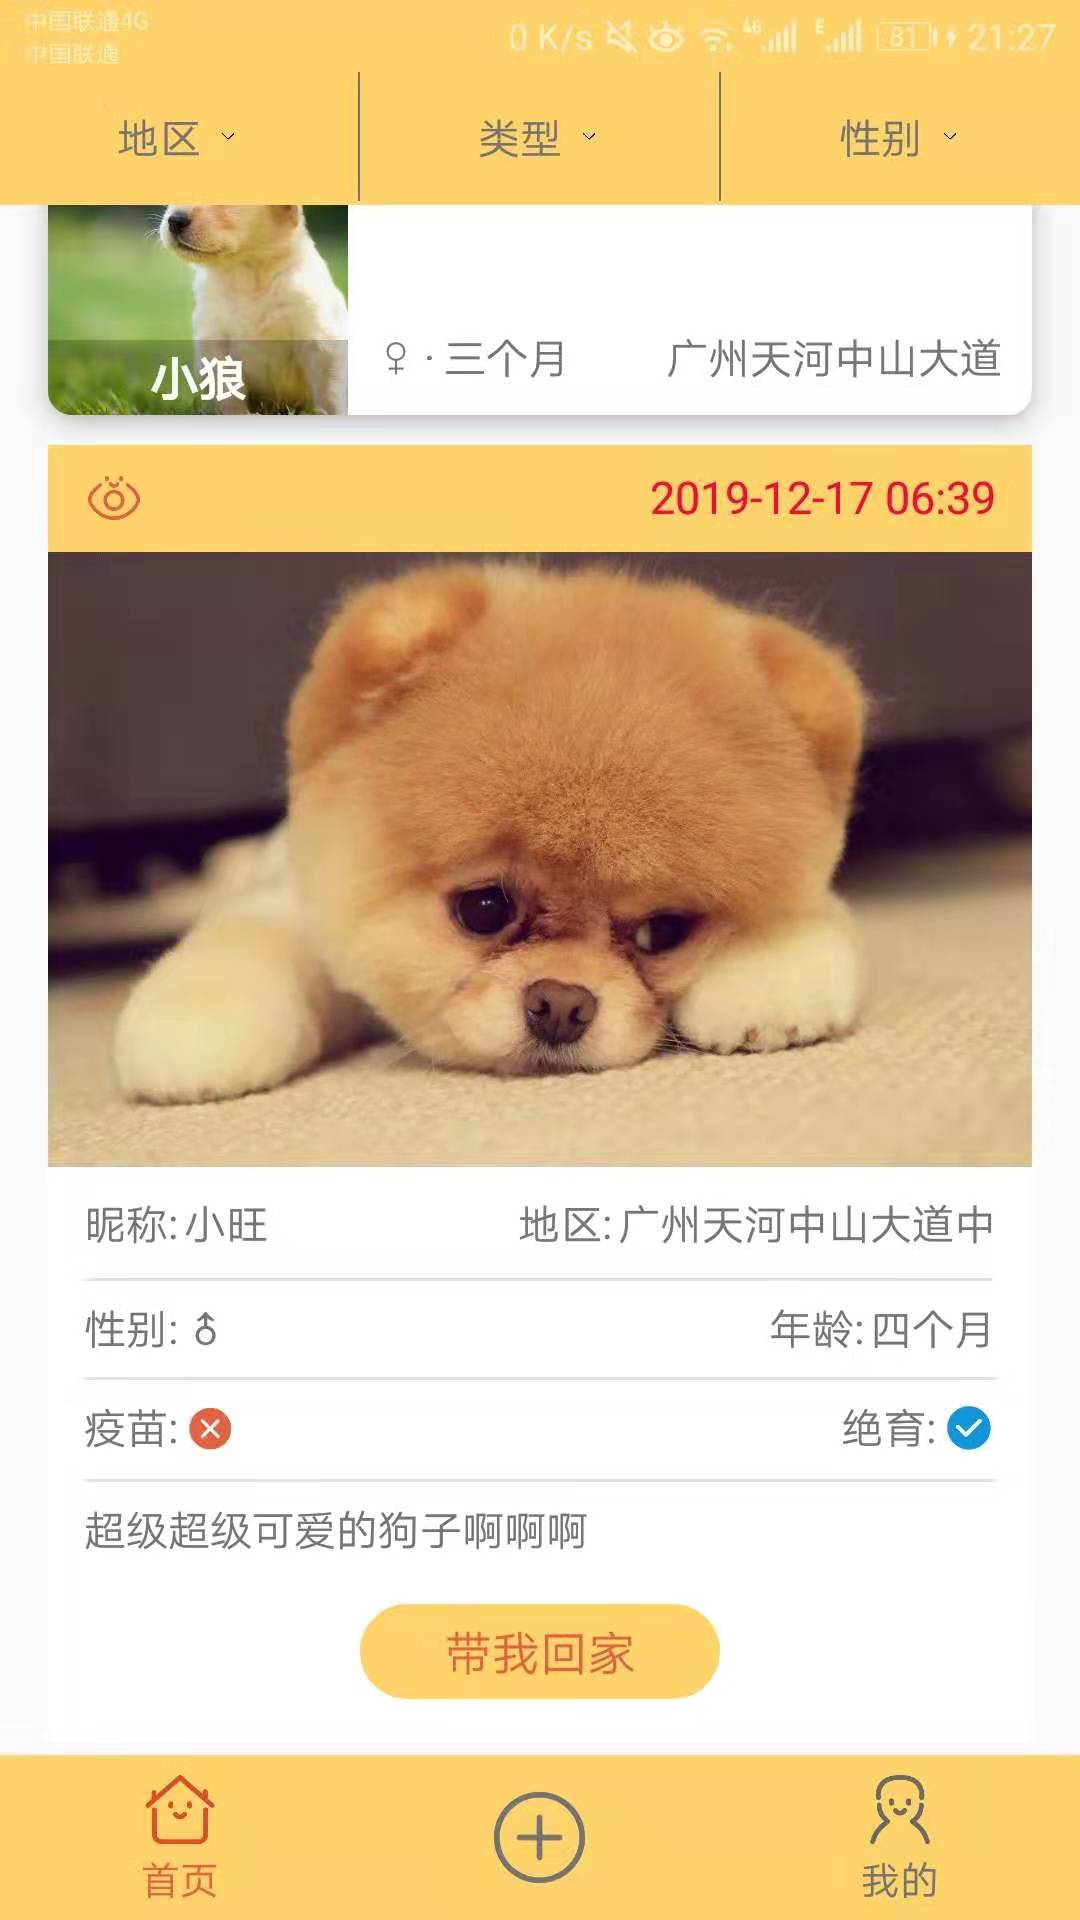 中国联通4G
中国联通
0 K/s 4G E 81 21:27
地区 类型 性别
小狼
♀ · 三个月 广州天河中山大道
2019-12-17 06:39
昵称:小旺 地区:广州天河中山大道中
性别: ♂ 年龄:四个月
疫苗: 绝育:
超级超级可爱的狗子啊啊啊
带我回家
首页 我的